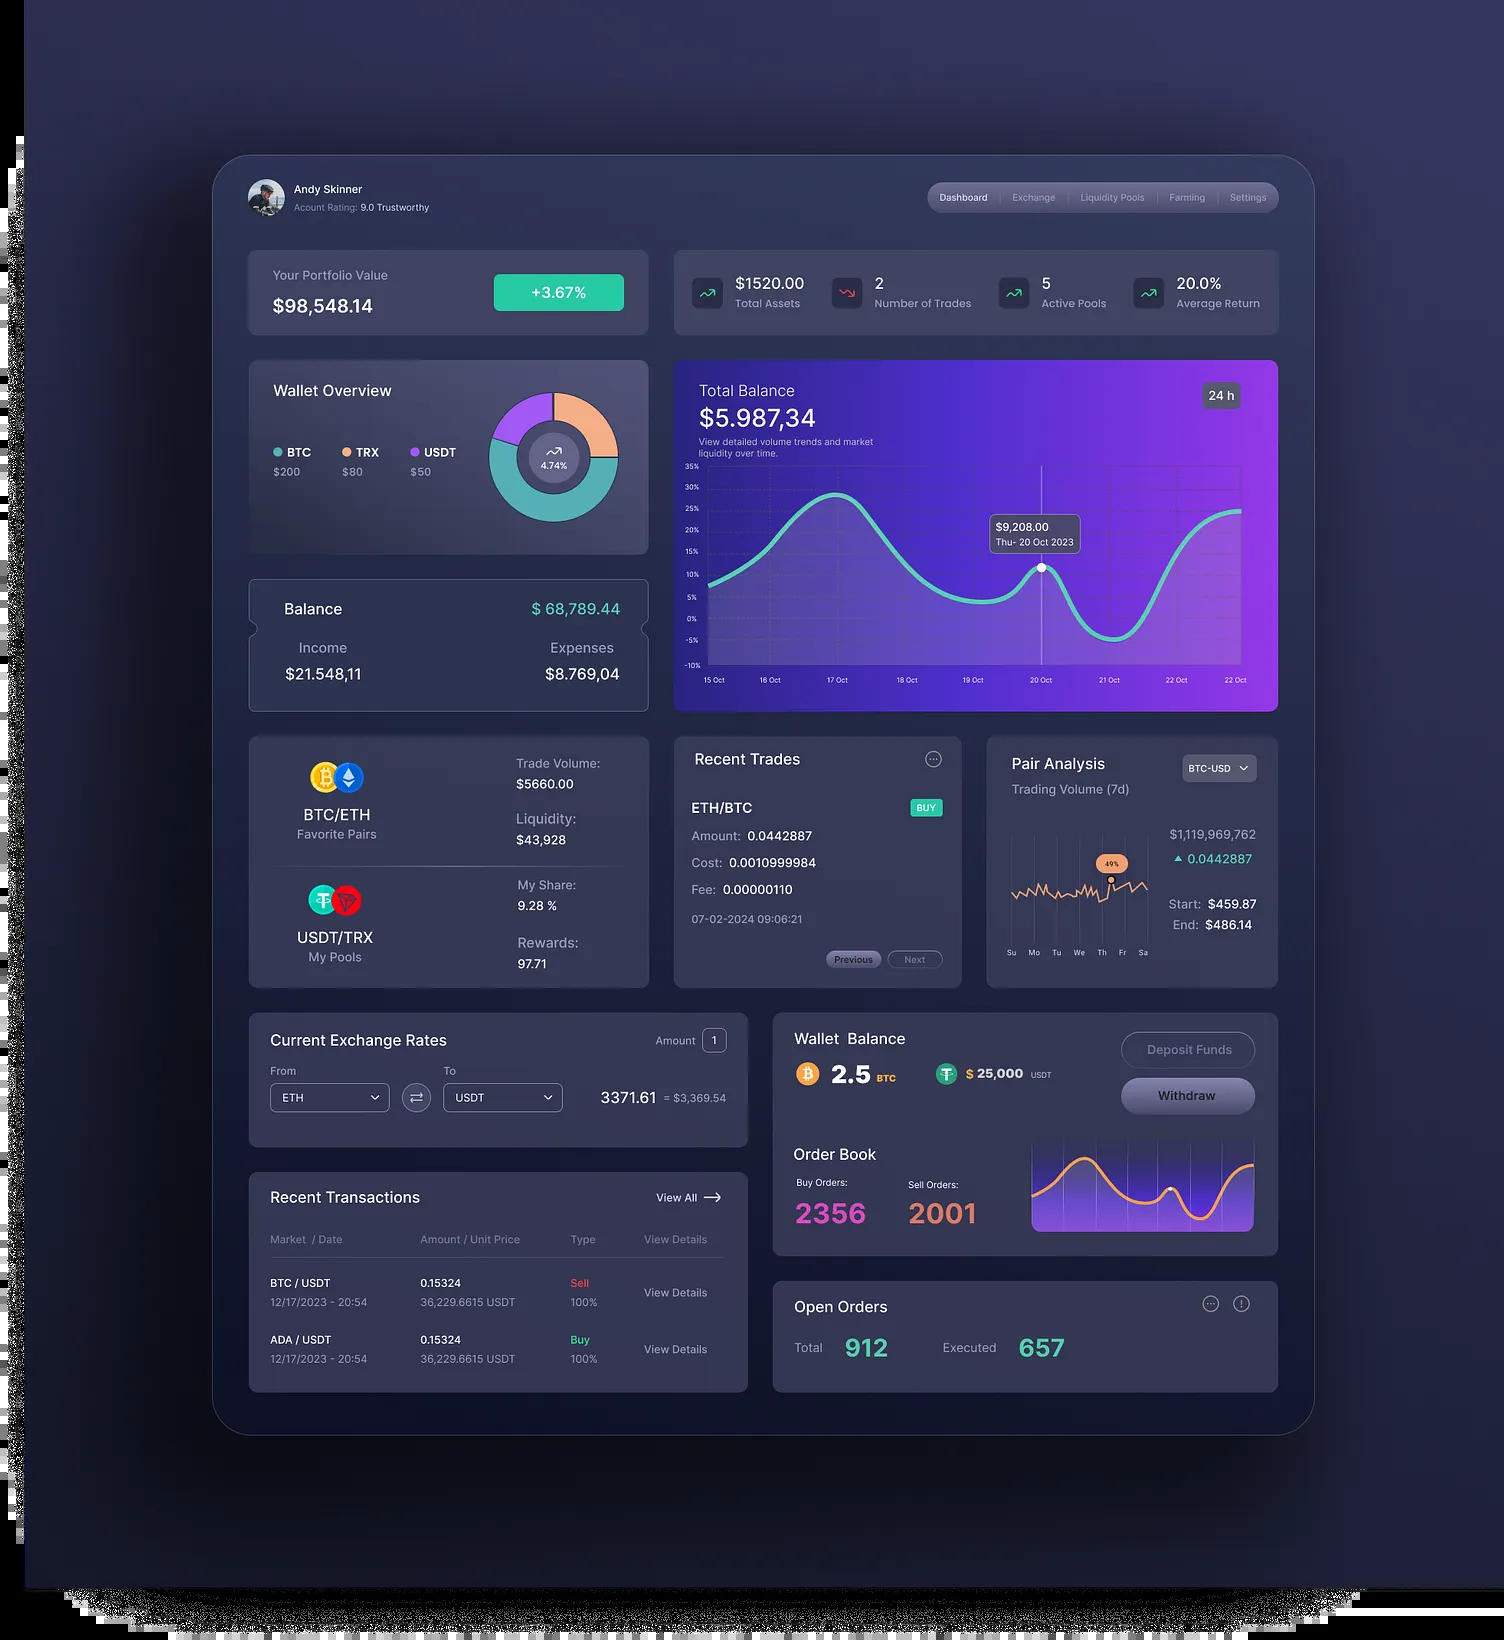 Andy Skinner
Acount Rating: 9.0 Trustworthy
Dashboard
Exchange
Liquidity Pools
Farming
Settings
Your Portfolio Value
$98,548.14
+3.67%
$1520.00
Total Assets
2
Number of Trades
5
Active Pools
20.0%
Average Return
Wallet Overview
BTC
$200
TRX
$80
USDT
$50
4.74%
Total Balance
$5.987,34
View detailed volume trends and market
liquidity over time.
24 h
35%
30%
25%
20%
15%
10%
5%
0%
-5%
-10%
$9,208.00
Thu- 20 Oct 2023
15 Oct
16 Oct
17 Oct
18 Oct
19 Oct
20 Oct
21 Oct
22 Oct
22 Oct
Balance
$ 68,789.44
Income
$21.548,11
Expenses
$8.769,04
BTC/ETH
Favorite Pairs
Trade Volume:
$5660.00
Liquidity:
$43,928
USDT/TRX
My Pools
My Share:
9.28 %
Rewards:
97.71
Recent Trades
ETH/BTC
BUY
Amount: 0.0442887
Cost: 0.0010999984
Fee: 0.00000110
07-02-2024 09:06:21
Previous
Next
Pair Analysis
Trading Volume (7d)
BTC-USD
$1,119,969,762
0.0442887
49%
Start: $459.87
End: $486.14
Su
Mo
Tu
We
Th
Fr
Sa
Current Exchange Rates
Amount
1
From
ETH
To
USDT
3371.61 = $3,369.54
Wallet Balance
2.5 BTC
$ 25,000 USDT
Deposit Funds
Withdraw
Order Book
Buy Orders:
2356
Sell Orders:
2001
Recent Transactions
View All
Market / Date
Amount / Unit Price
Type
View Details
BTC / USDT
12/17/2023 - 20:54
0.15324
36,229.6615 USDT
Sell
100%
View Details
ADA / USDT
12/17/2023 - 20:54
0.15324
36,229.6615 USDT
Buy
100%
View Details
Open Orders
Total
912
Executed
657